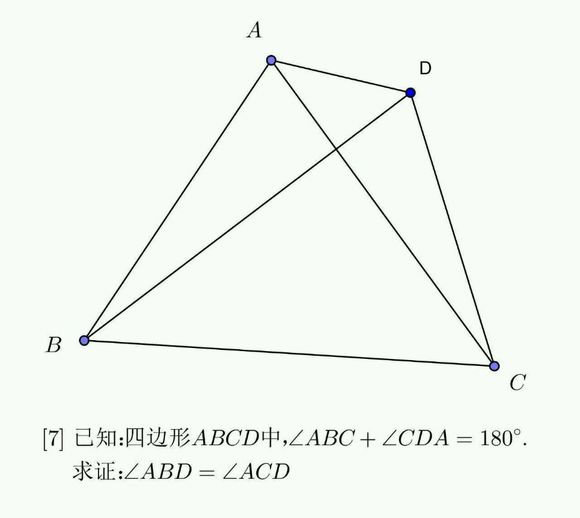 A
D
B
C
[7] 已知:四边形ABCD中,∠ABC + ∠CDA = 180°.
求证:∠ABD = ∠ACD